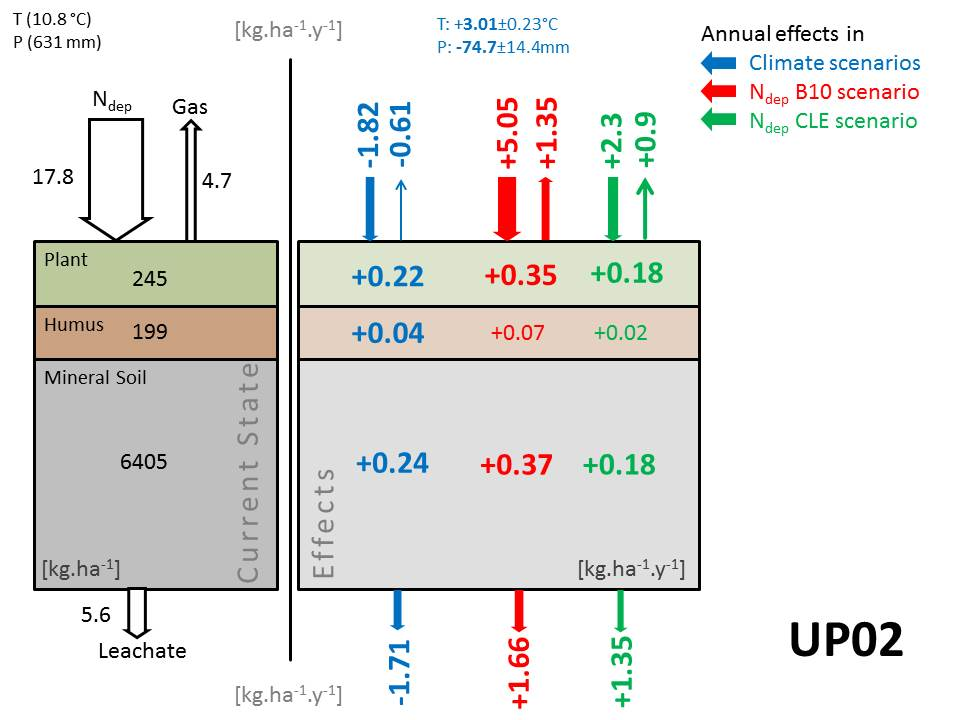 T (10.8 °C)
P (631 mm)
[kg.ha-1.y-1]
T: +3.01±0.23°C
P: -74.7±14.4mm
Annual effects in
Climate scenarios
Ndep B10 scenario
Ndep CLE scenario
Ndep
Gas
17.8
4.7
-1.82
-0.61
+5.05
+1.35
+2.3
+0.9
Plant
245
+0.22
+0.35
+0.18
Humus
199
+0.04
+0.07
+0.02
Mineral Soil
6405
Current State
[kg.ha-1]
Effects
+0.24
+0.37
+0.18
[kg.ha-1.y-1]
5.6
Leachate
-1.71
+1.66
+1.35
UP02
[kg.ha-1.y-1]